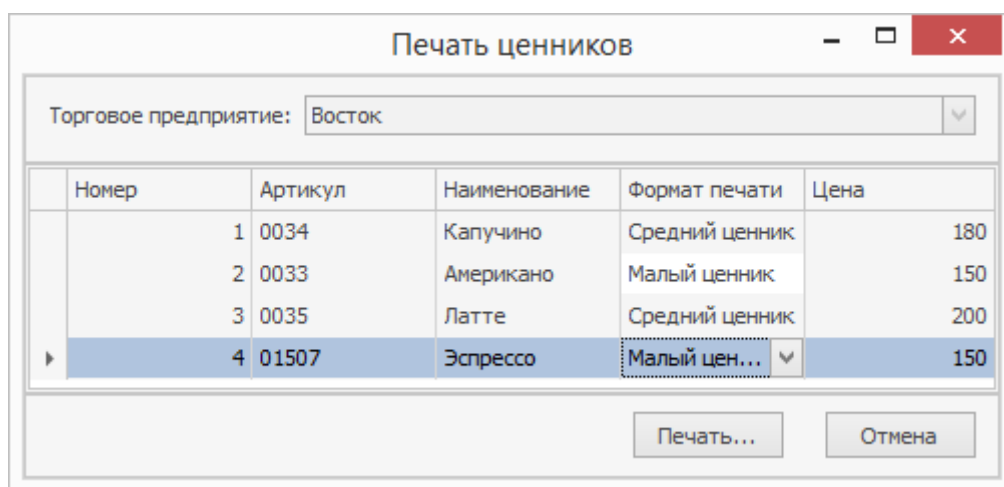 Печать ценников
Торговое предприятие: Восток
Номер Артикул Наименование Формат печати Цена
1 0034 Капучино Средний ценник 180
2 0033 Американо Малый ценник 150
3 0035 Латте Средний ценник 200
4 01507 Эспрессо Малый цен... 150
Печать... Отмена